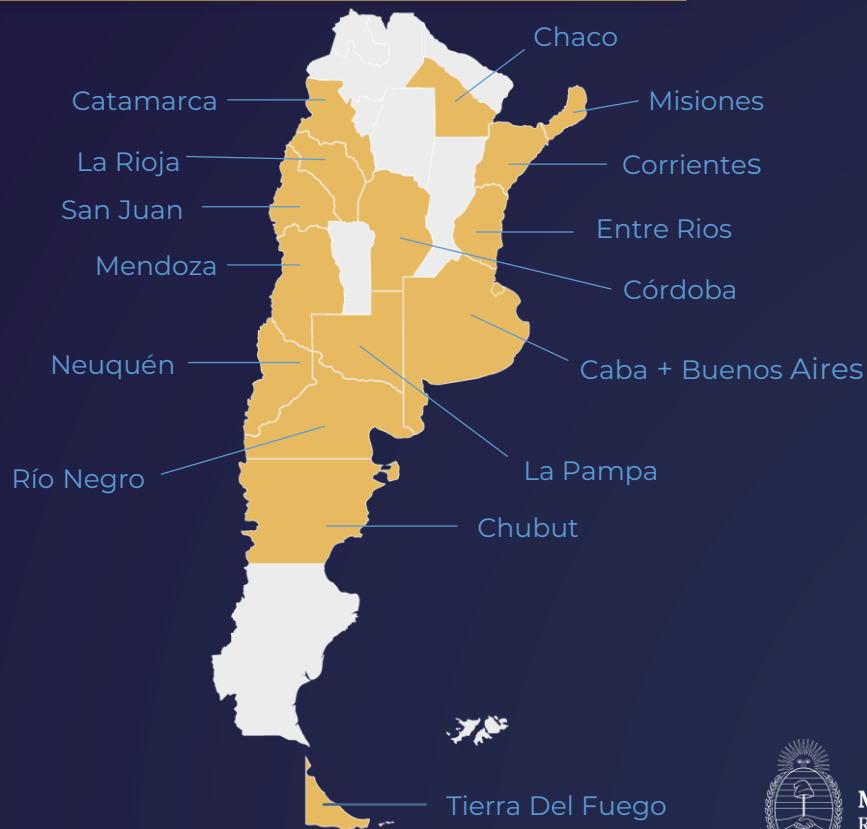 Chaco
Catamarca
Misiones
La Rioja
Corrientes
San Juan
Entre Rios
Mendoza
Córdoba
Neuquén
Caba + Buenos Aires
Río Negro
La Pampa
Chubut
Tierra Del Fuego